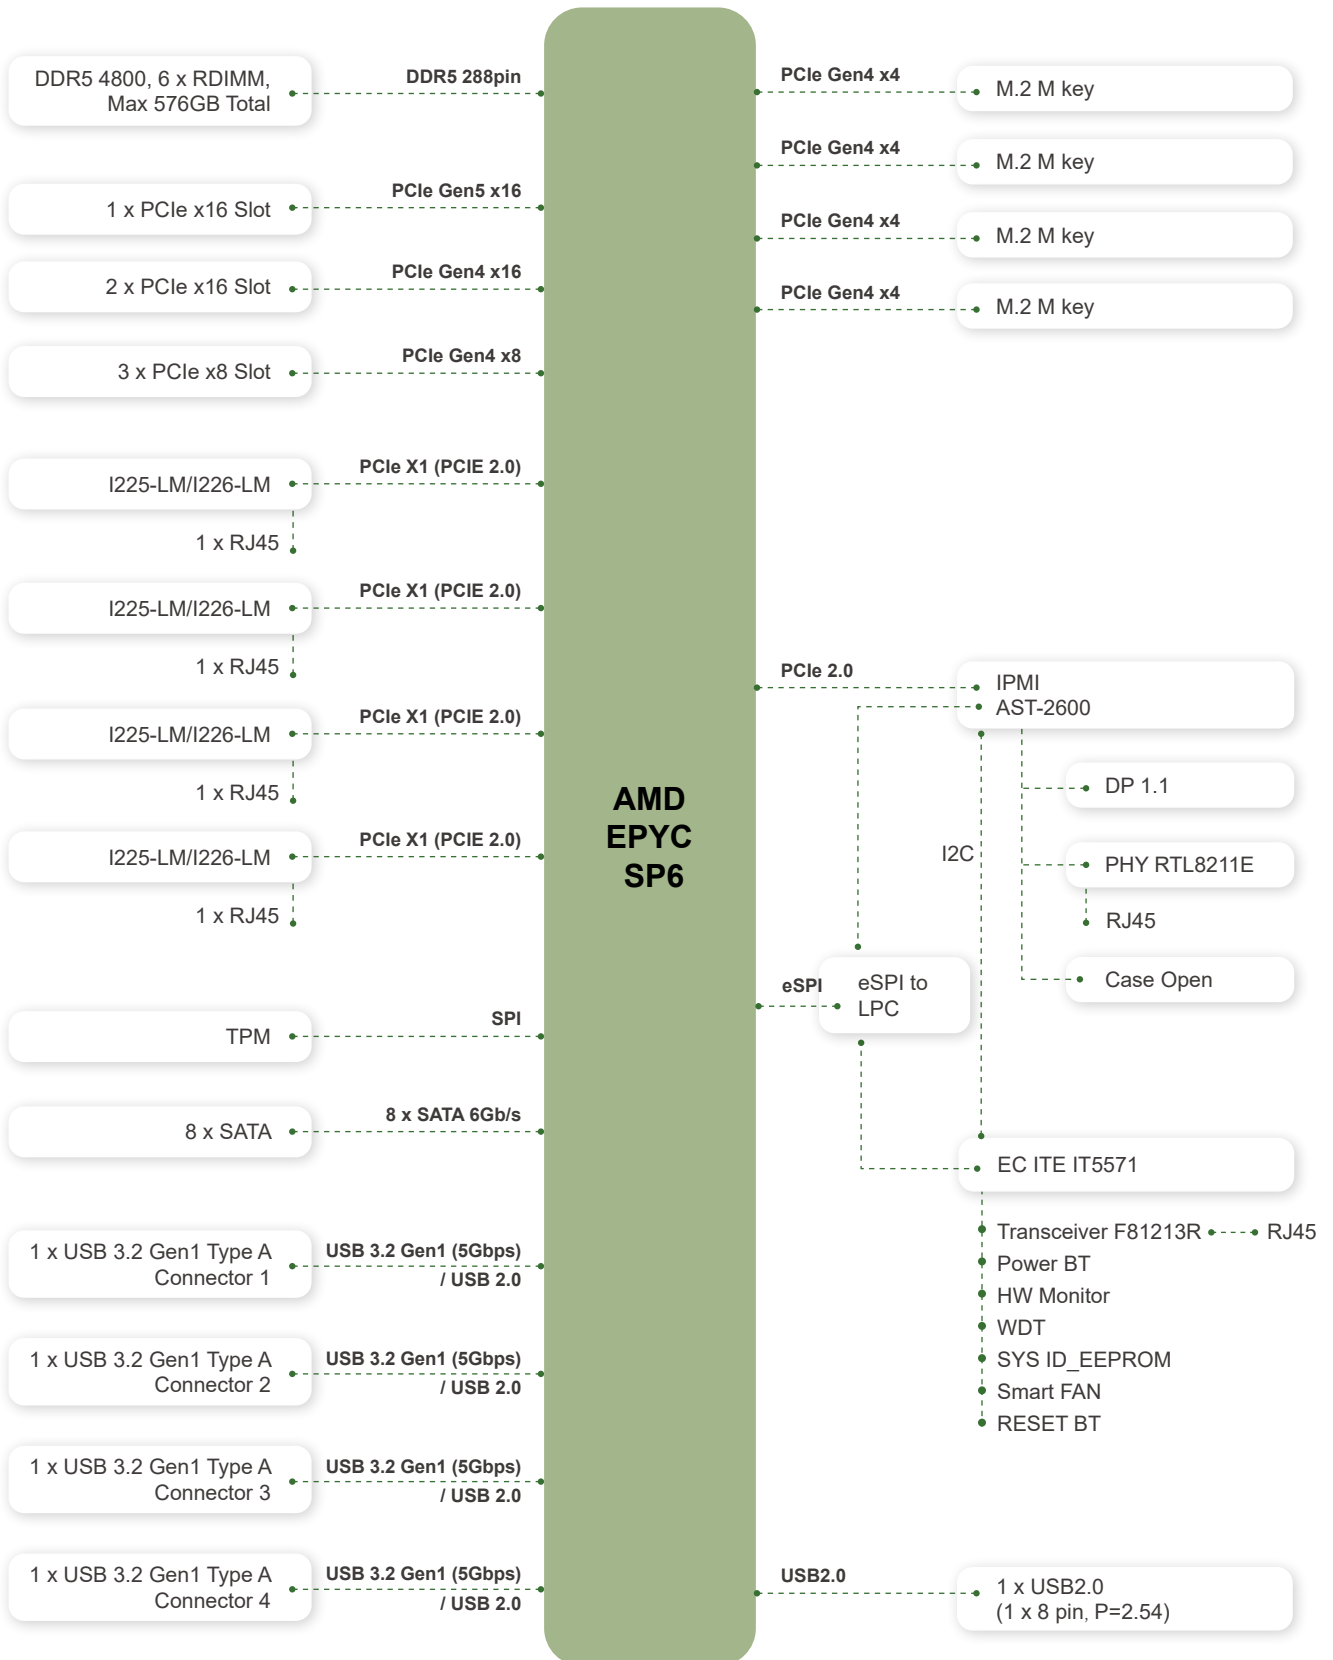 DDR5 4800, 6 x RDIMM,
Max 576GB Total
DDR5 288pin
1 x PCIe x16 Slot
PCIe Gen5 x16
2 x PCIe x16 Slot
PCIe Gen4 x16
3 x PCIe x8 Slot
PCIe Gen4 x8
I225-LM/I226-LM
PCIe X1 (PCIE 2.0)
1 x RJ45
I225-LM/I226-LM
PCIe X1 (PCIE 2.0)
1 x RJ45
I225-LM/I226-LM
PCIe X1 (PCIE 2.0)
1 x RJ45
I225-LM/I226-LM
PCIe X1 (PCIE 2.0)
1 x RJ45
TPM
SPI
8 x SATA
8 x SATA 6Gb/s
1 x USB 3.2 Gen1 Type A
Connector 1
USB 3.2 Gen1 (5Gbps)
/ USB 2.0
1 x USB 3.2 Gen1 Type A
Connector 2
USB 3.2 Gen1 (5Gbps)
/ USB 2.0
1 x USB 3.2 Gen1 Type A
Connector 3
USB 3.2 Gen1 (5Gbps)
/ USB 2.0
1 x USB 3.2 Gen1 Type A
Connector 4
USB 3.2 Gen1 (5Gbps)
/ USB 2.0
AMD
EPYC
SP6
PCIe Gen4 x4
M.2 M key
PCIe Gen4 x4
M.2 M key
PCIe Gen4 x4
M.2 M key
PCIe Gen4 x4
M.2 M key
PCIe 2.0
IPMI
AST-2600
DP 1.1
I2C
PHY RTL8211E
RJ45
Case Open
eSPI
eSPI to
LPC
EC ITE IT5571
Transceiver F81213R
RJ45
Power BT
HW Monitor
WDT
SYS ID_EEPROM
Smart FAN
RESET BT
USB2.0
1 x USB2.0
(1 x 8 pin, P=2.54)